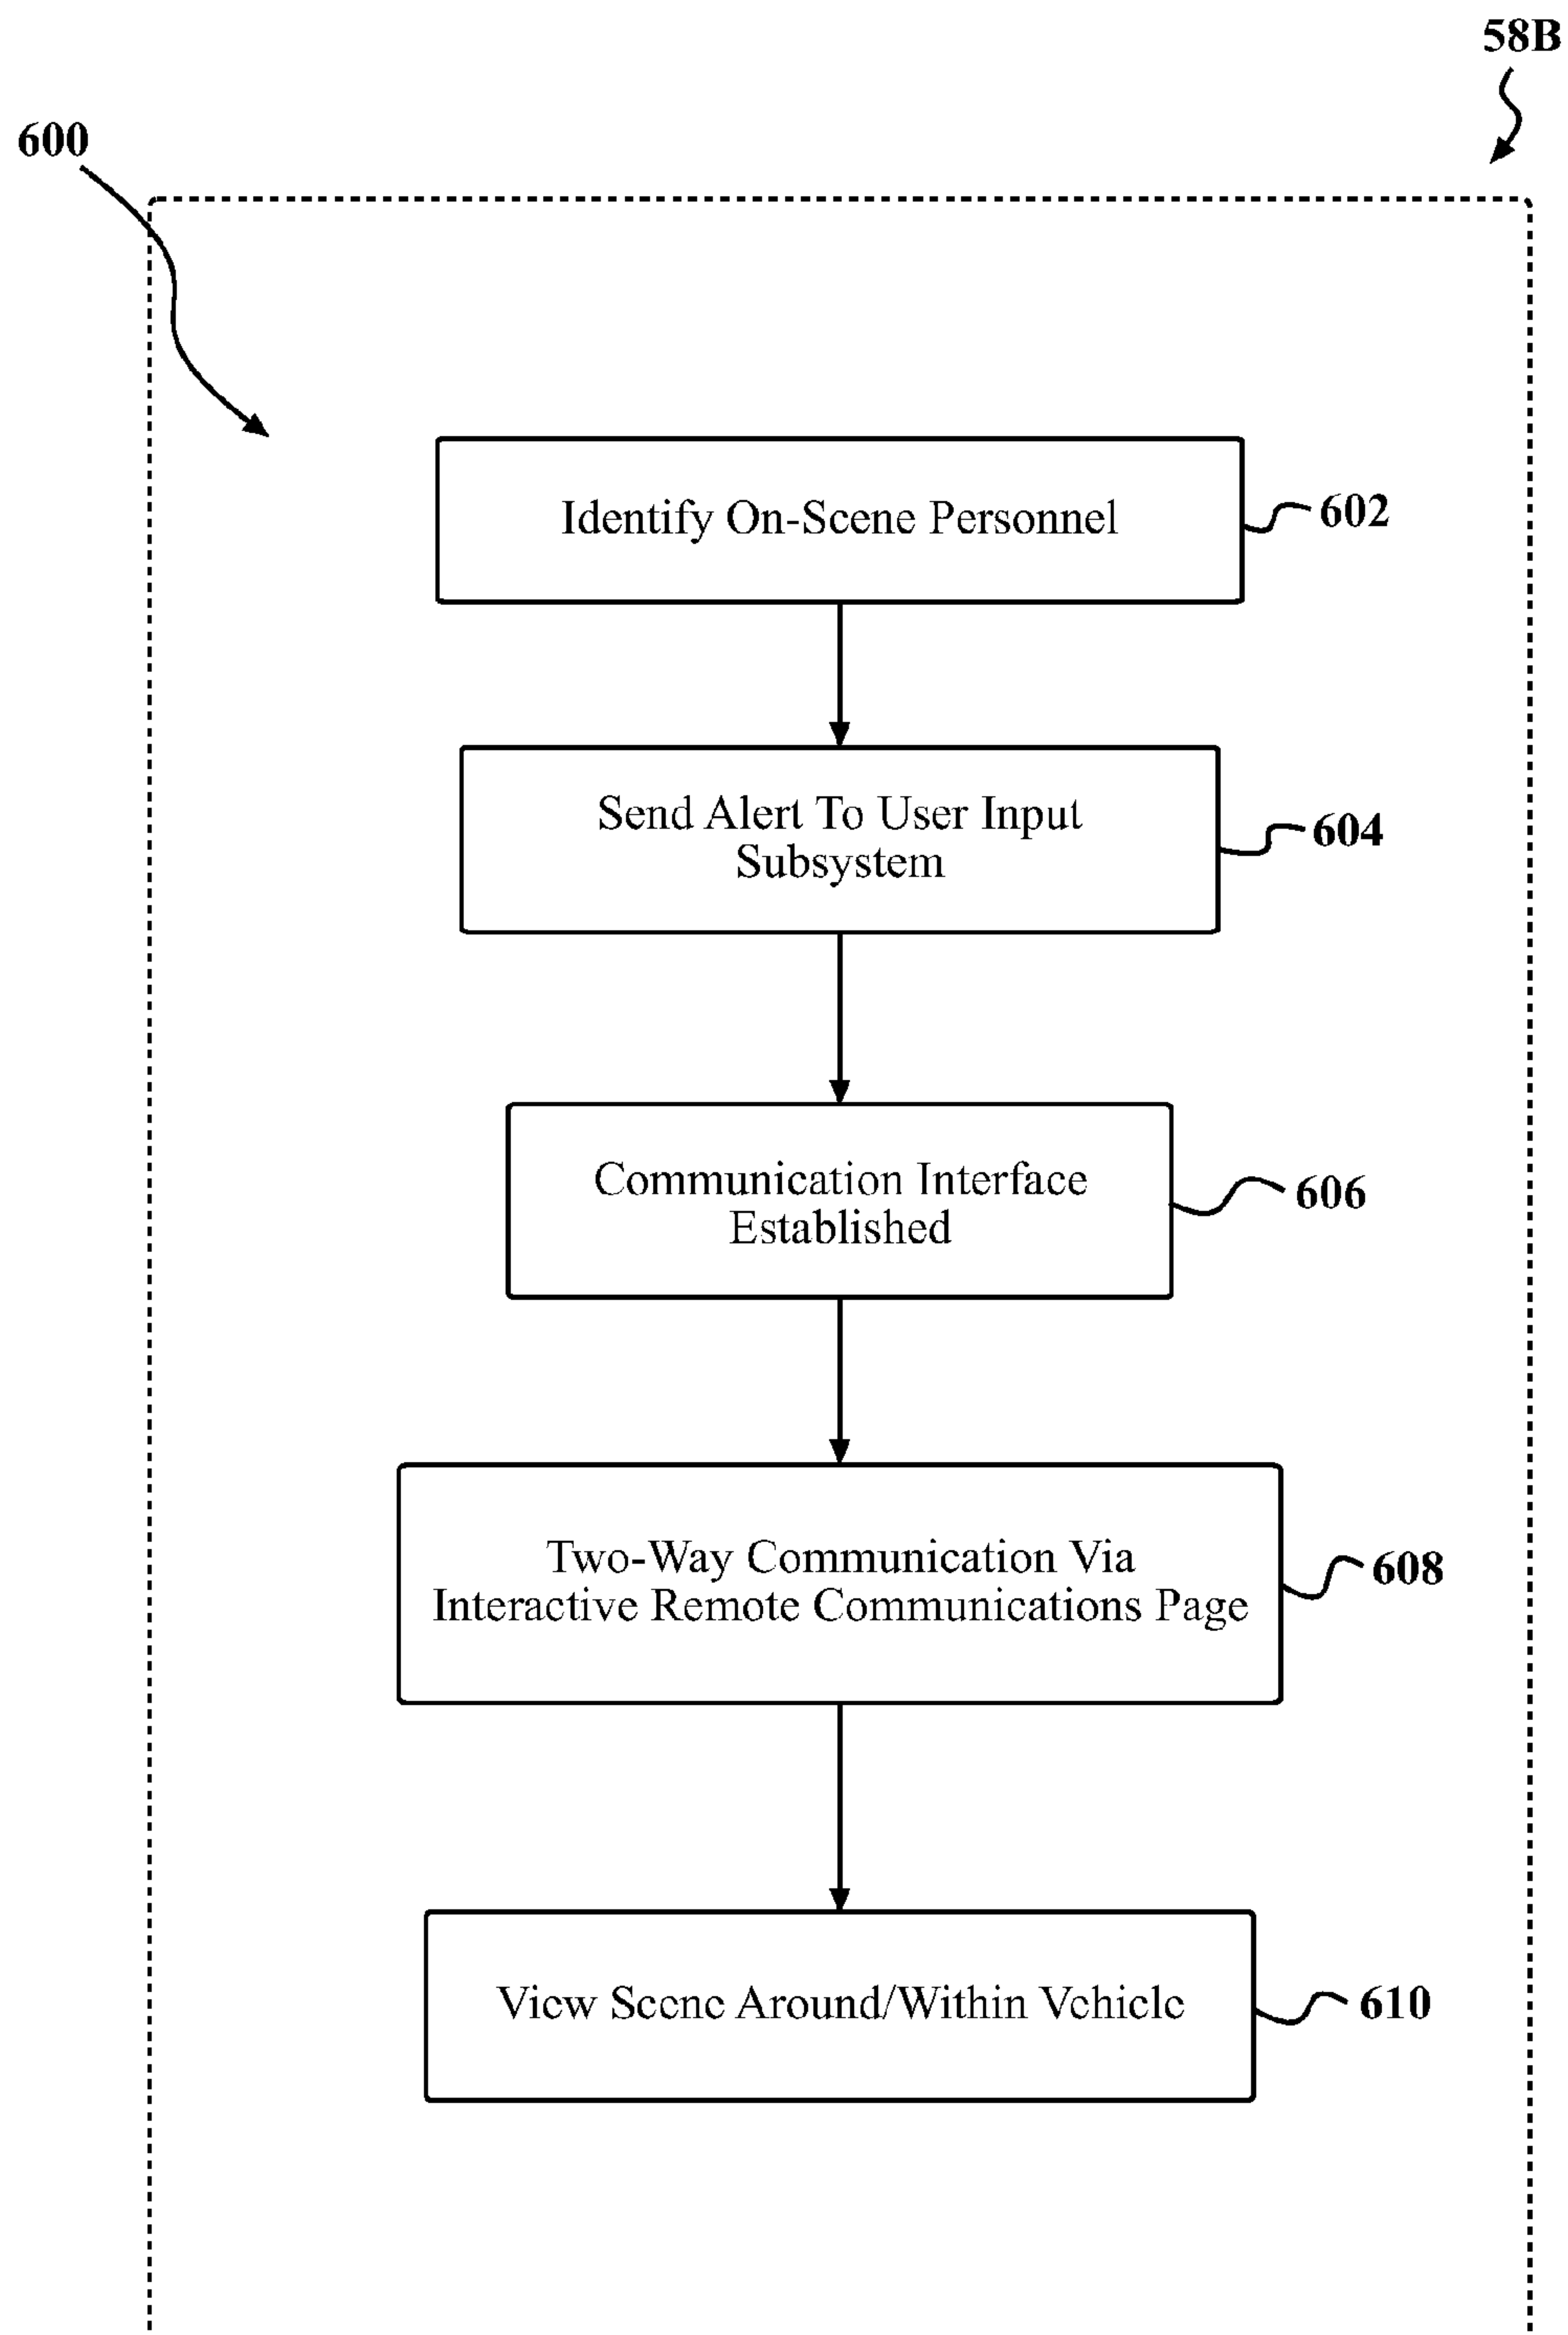 58B
600
Identify On-Scene Personnel
602
Send Alert To User Input
Subsystem
604
Communication Interface
Established
606
Two-Way Communication Via
Interactive Remote Communications Page
608
View Scene Around/Within Vehicle
610